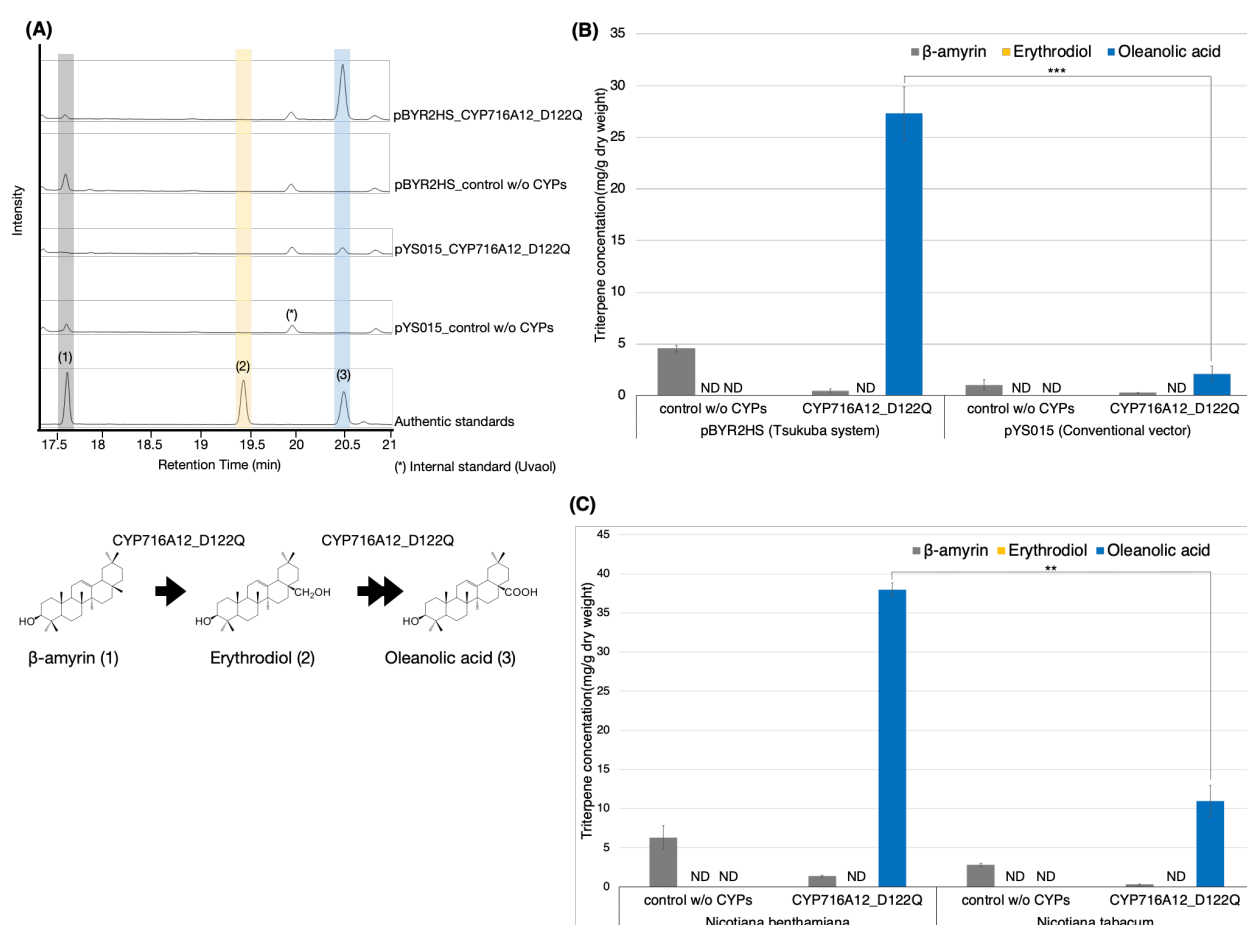 (A)
Intensity
pBYR2HS_CYP716A12_D122Q
pBYR2HS_control w/o CYPs
pYS015_CYP716A12_D122Q
(*)
pYS015_control w/o CYPs
(1)
(2)
(3)
Authentic standards
17.5 18 18.5 19 19.5 20 20.5 21
Retention Time (min)
(*) Internal standard (Uvaol)
CYP716A12_D122Q CYP716A12_D122Q
HO
CH2OH
HO
COOH
HO
β-amyrin (1) Erythrodiol (2) Oleanolic acid (3)
(B)
Triterpene concentration(mg/g dry weight)
35
30
25
20
15
10
5
0
β-amyrin Erythrodiol Oleanolic acid
***
ND ND ND ND ND ND
control w/o CYPs CYP716A12_D122Q control w/o CYPs CYP716A12_D122Q
pBYR2HS (Tsukuba system) pYS015 (Conventional vector)
(C)
Triterpene concentration(mg/g dry weight)
45
40
35
30
25
20
15
10
5
0
β-amyrin Erythrodiol Oleanolic acid
**
ND ND ND ND ND ND
control w/o CYPs CYP716A12_D122Q control w/o CYPs CYP716A12_D122Q
Nicotiana benthamiana Nicotiana tabacum